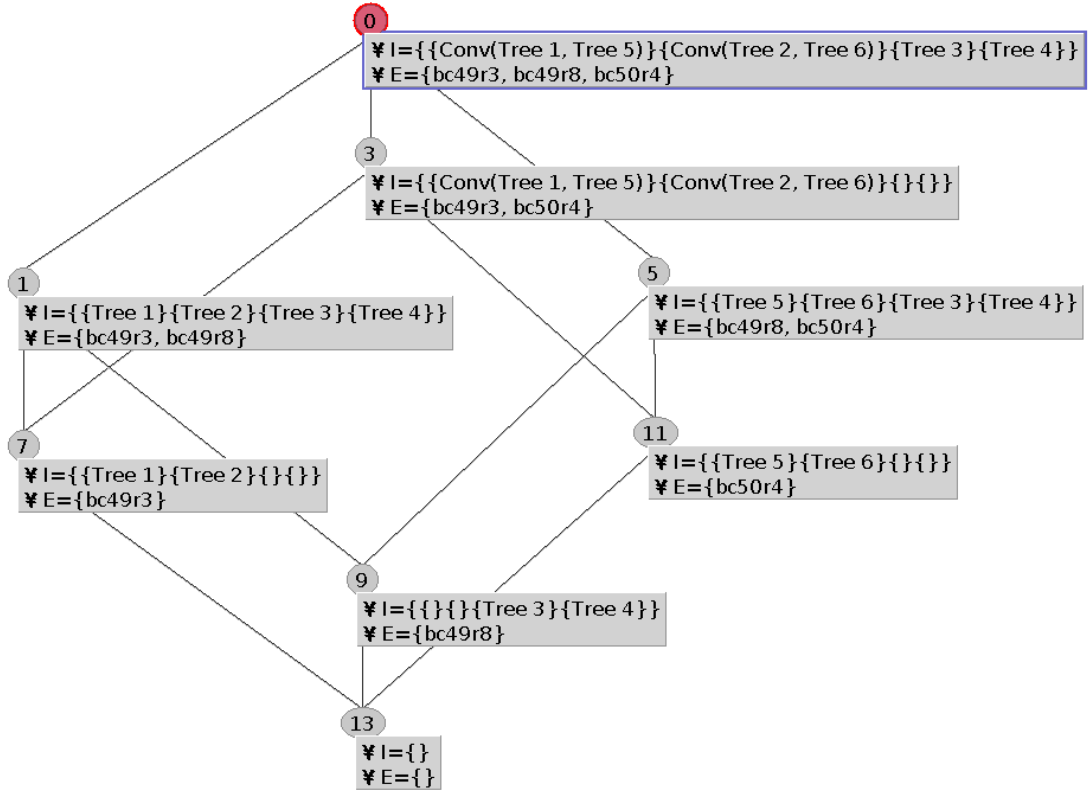 0
¥ I={{Conv(Tree 1, Tree 5)}{Conv(Tree 2, Tree 6)}{Tree 3}{Tree 4}}
¥ E={bc49r3, bc49r8, bc50r4}
3
¥ I={{Conv(Tree 1, Tree 5)}{Conv(Tree 2, Tree 6)}{}{}}
¥ E={bc49r3, bc50r4}
1
¥ I={{Tree 1}{Tree 2}{Tree 3}{Tree 4}}
¥ E={bc49r3, bc49r8}
5
¥ I={{Tree 5}{Tree 6}{Tree 3}{Tree 4}}
¥ E={bc49r8, bc50r4}
7
¥ I={{Tree 1}{Tree 2}{}{}}
¥ E={bc49r3}
11
¥ I={{Tree 5}{Tree 6}{}{}}
¥ E={bc50r4}
9
¥ I={{}{}{Tree 3}{Tree 4}}
¥ E={bc49r8}
13
¥ I={}
¥ E={}